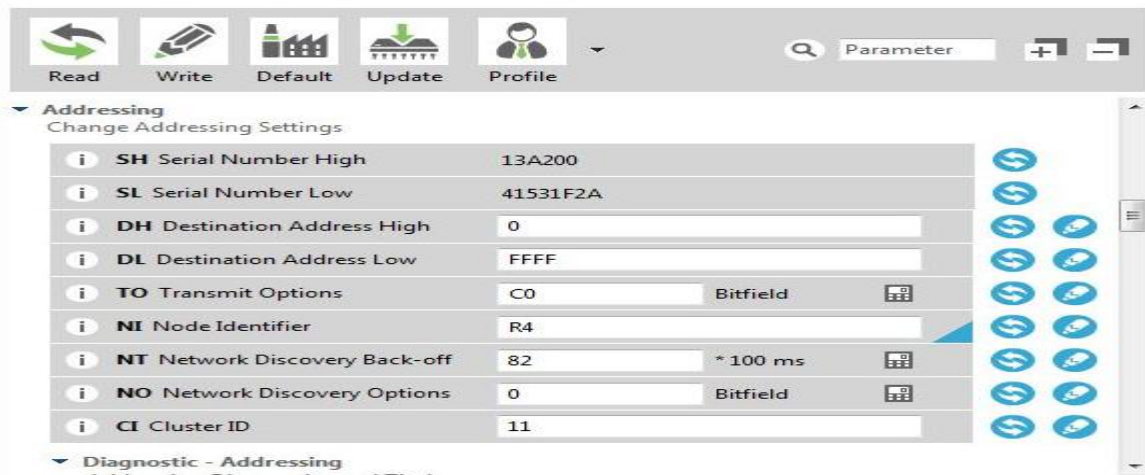 Read Write Default Update Profile Parameter
Addressing
Change Addressing Settings
i SH Serial Number High 13A200
i SL Serial Number Low 41531F2A
i DH Destination Address High 0
i DL Destination Address Low FFFF
i TO Transmit Options C0 Bitfield
i NI Node Identifier R4
i NT Network Discovery Back-off 82 * 100 ms
i NO Network Discovery Options 0 Bitfield
i CI Cluster ID 11
Diagnostic - Addressing